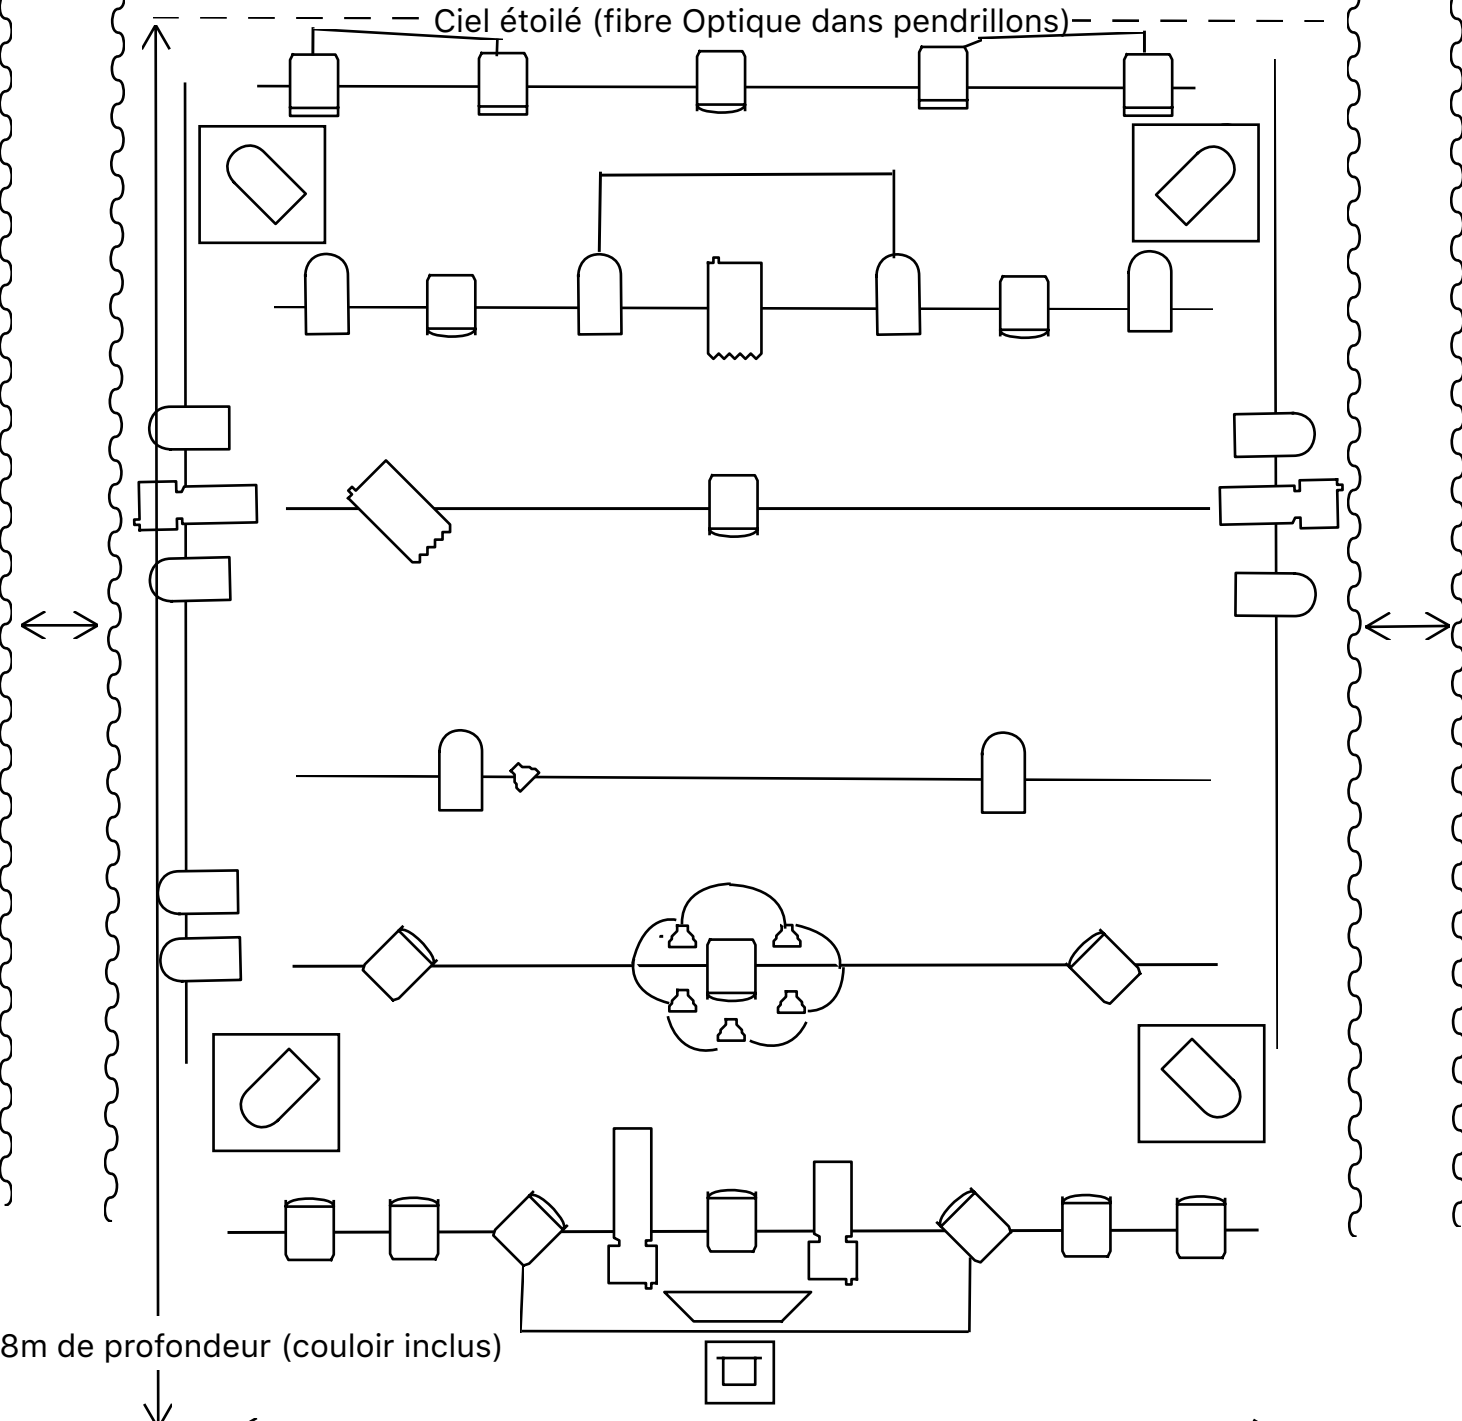 Ciel étoilé (fibre Optique dans pendrillons)
8m de profondeur (couloir inclus)